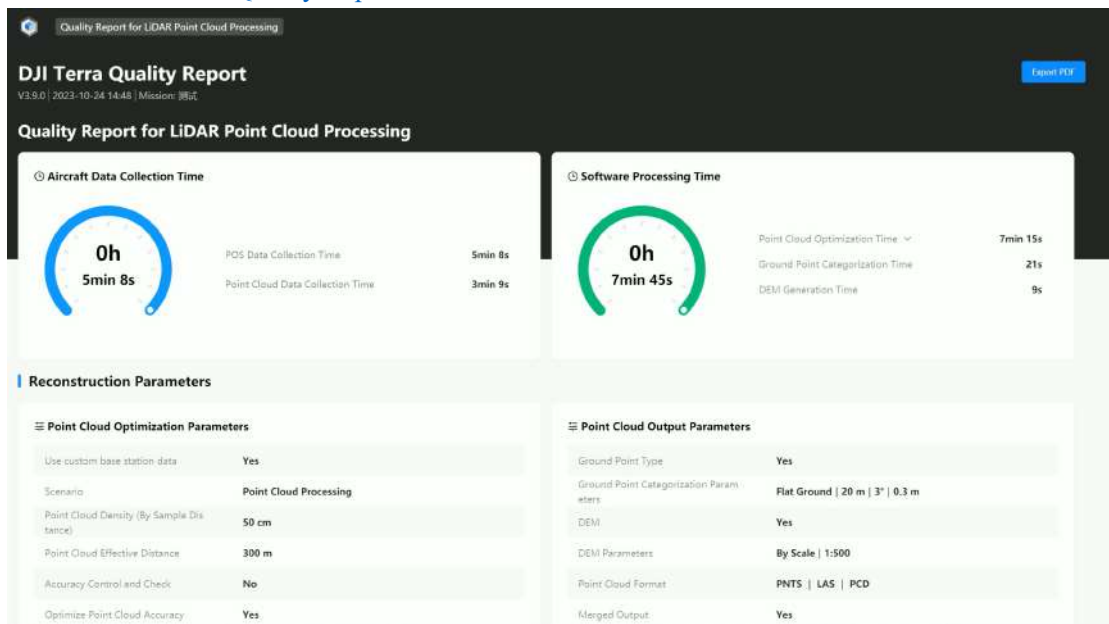 Quality Report for LiDAR Point Cloud Processing
DJI Terra Quality Report
Export PDF
V3.9.0 | 2023-10-24 14:48 | Mission: 测试
Quality Report for LiDAR Point Cloud Processing
Aircraft Data Collection Time
0h
5min 8s
POS Data Collection Time 5min 8s
Point Cloud Data Collection Time 3min 9s
Software Processing Time
0h
7min 45s
Point Cloud Optimization Time 7min 15s
Ground Point Categorization Time 21s
DEM Generation Time 9s
Reconstruction Parameters
Point Cloud Optimization Parameters
Use custom base station data Yes
Scenario Point Cloud Processing
Point Cloud Density (By Sample Dis
tance) 50 cm
Point Cloud Effective Distance 300 m
Accuracy Control and Check No
Optimize Point Cloud Accuracy Yes
Point Cloud Output Parameters
Ground Point Type Yes
Ground Point Categorization Param
eters Flat Ground | 20 m | 3° | 0.3 m
DEM Yes
DEM Parameters By Scale | 1:500
Point Cloud Format PNTS | LAS | PCD
Merged Output Yes